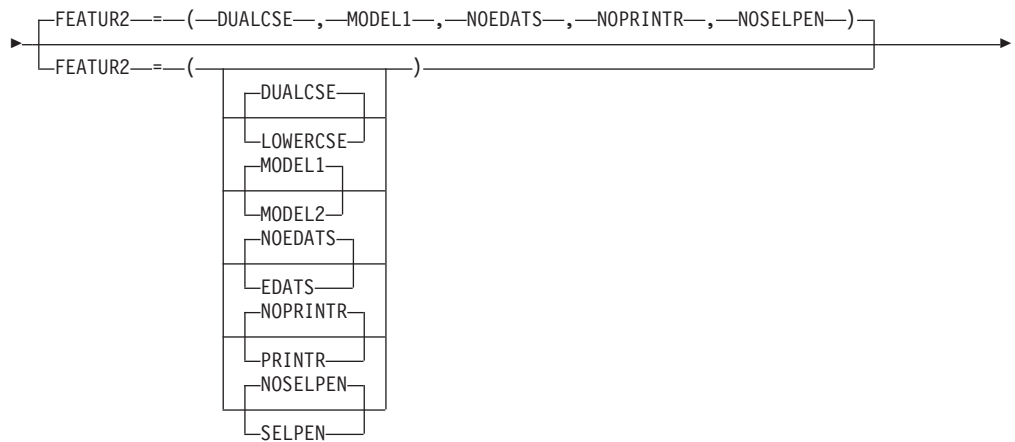 FEATUR2 = ( DUALCSE , MODEL1 , NOEDATS , NOPRINTR , NOSELPEN )
FEATUR2 = ( )
DUALCSE
LOWERCSE
MODEL1
MODEL2
NOEDATS
EDATS
NOPRINTR
PRINTR
NOSELPEN
SELPEN